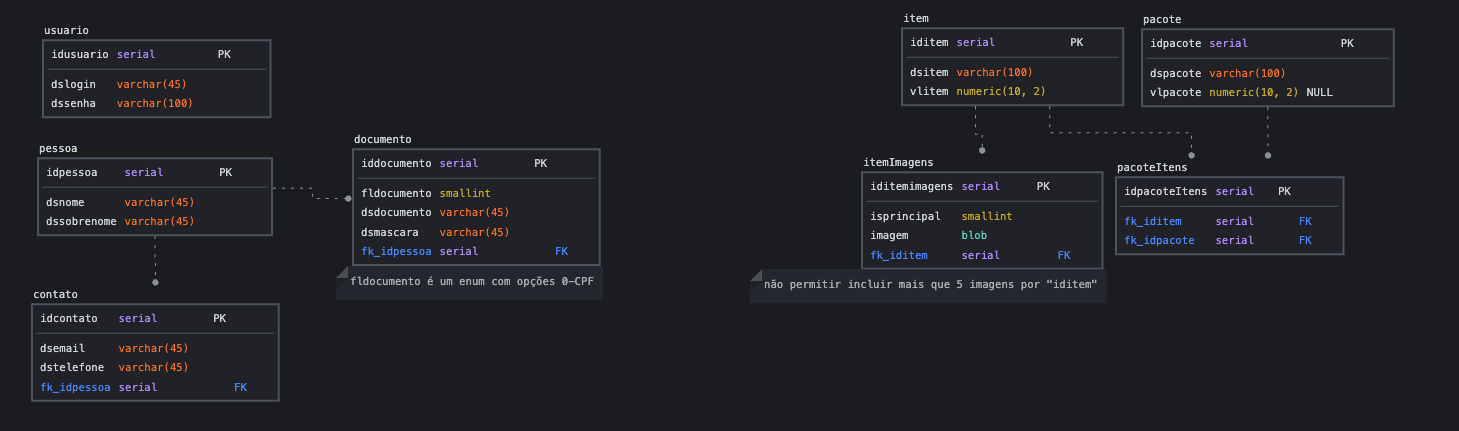 usuario
idusuario serial PK
dslogin varchar(45)
dssenha varchar(100)
pessoa
idpessoa serial PK
dsnome varchar(45)
dssobrenome varchar(45)
contato
idcontato serial PK
dsemail varchar(45)
dstelefone varchar(45)
fk_idpessoa serial FK
documento
iddocumento serial PK
fldocumento smallint
dsdocumento varchar(45)
dsmascara varchar(45)
fk_idpessoa serial FK
fldocumento é um enum com opções 0-CPF
item
iditem serial PK
dsitem varchar(100)
vlitem numeric(10, 2)
pacote
idpacote serial PK
dspacote varchar(100)
vlpacote numeric(10, 2) NULL
itemImagens
iditemimagens serial PK
isprincipal smallint
imagem blob
fk_iditem serial FK
não permitir incluir mais que 5 imagens por "iditem"
pacoteItens
idpacoteItens serial PK
fk_iditem serial FK
fk_idpacote serial FK